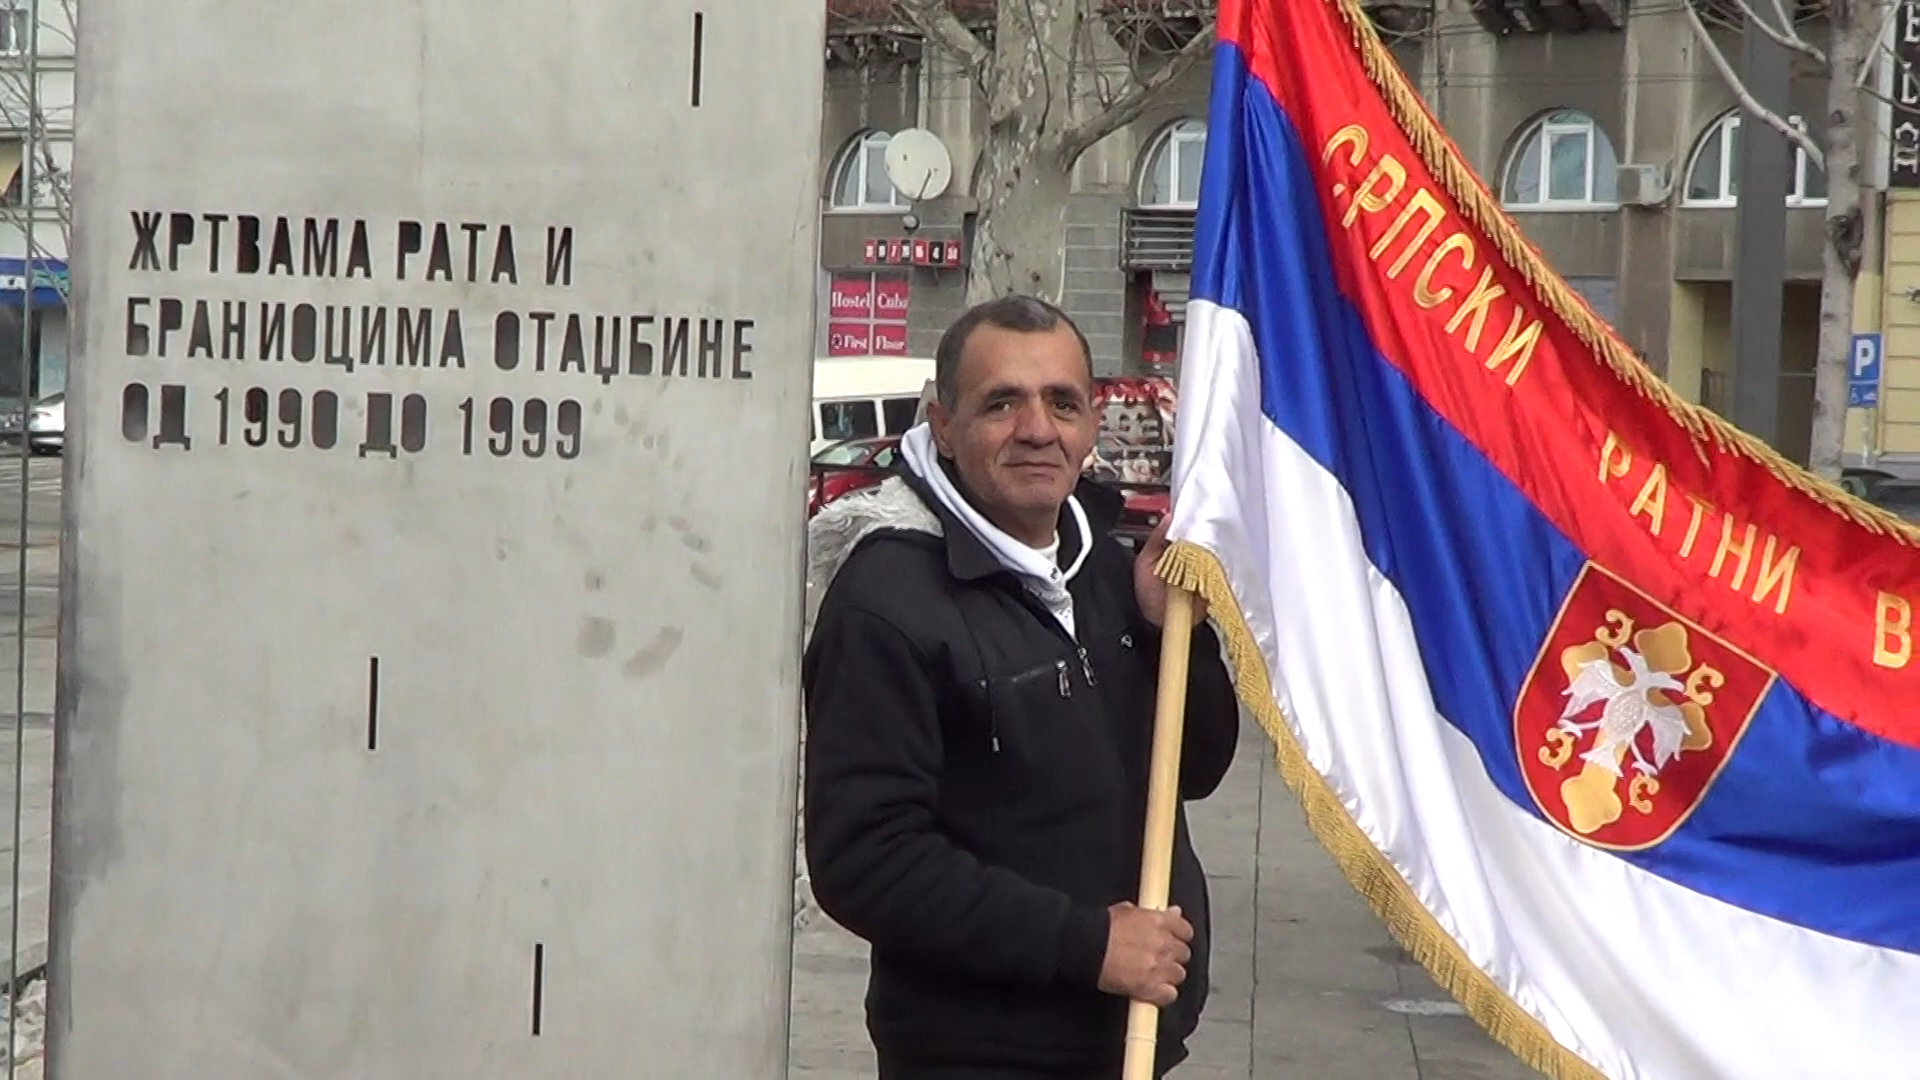 ЖРТВАМА РАТА И
БРАНИОЦИМА ОТАЏБИНЕ
ОД 1990 ДО 1999
СРПСКИ РАТНИ В
Hostel Cuba
First Floor
P